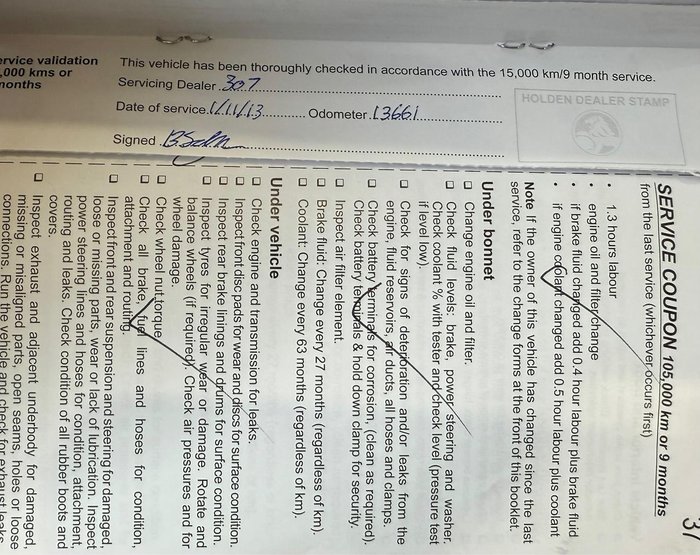 ervice validation
,000 kms or
months
This vehicle has been thoroughly checked in accordance with the 15,000 km/9 month service.
Servicing Dealer 307
Date of service 1/11/13 Odometer 13661
Signed
HOLDEN DEALER STAMP
37
SERVICE COUPON 105,000 km or 9 months
from the last service (whichever occurs first)
• 1.3 hours labour
• engine oil and filter change
• if brake fluid changed add 0.4 hour labour plus brake fluid
• if engine coolant changed add 0.5 hour labour plus coolant
Note If the owner of this vehicle has changed since the last
service, refer to the change forms at the front of this booklet.
Under bonnet
☐ Change engine oil and filter.
☐ Check fluid levels: brake, power steering and washer.
Check coolant % with tester and check level (pressure test
if level low).
☐ Check for signs of deterioration and/or leaks from the
engine, fluid reservoirs, air ducts, all hoses and clamps.
☐ Check battery terminals for corrosion, (clean as required).
Check battery terminals & hold down clamp for security.
☐ Inspect air filter element.
☐ Brake fluid: Change every 27 months (regardless of km).
☐ Coolant: Change every 63 months (regardless of km).
Under vehicle
☐ Check engine and transmission for leaks.
☐ Inspect front disc pads for wear and discs for surface condition.
☐ Inspect rear brake linings and drums for surface condition.
☐ Inspect tyres for irregular wear or damage. Rotate and
balance wheels (if required). Check air pressures and for
wheel damage.
☐ Check wheel nut torque.
☐ Check all brake, fuel lines and hoses for condition,
attachment and routing.
☐ Inspect front and rear suspension and steering for damaged,
loose or missing parts, wear or lack of lubrication. Inspect
power steering lines and hoses for condition, attachment,
routing and leaks. Check condition of all rubber boots and
covers.
☐ Inspect exhaust and adjacent underbody for damaged,
missing or misaligned parts, open seams, holes or loose
connections. Run the vehicle and check for exhaust leaks